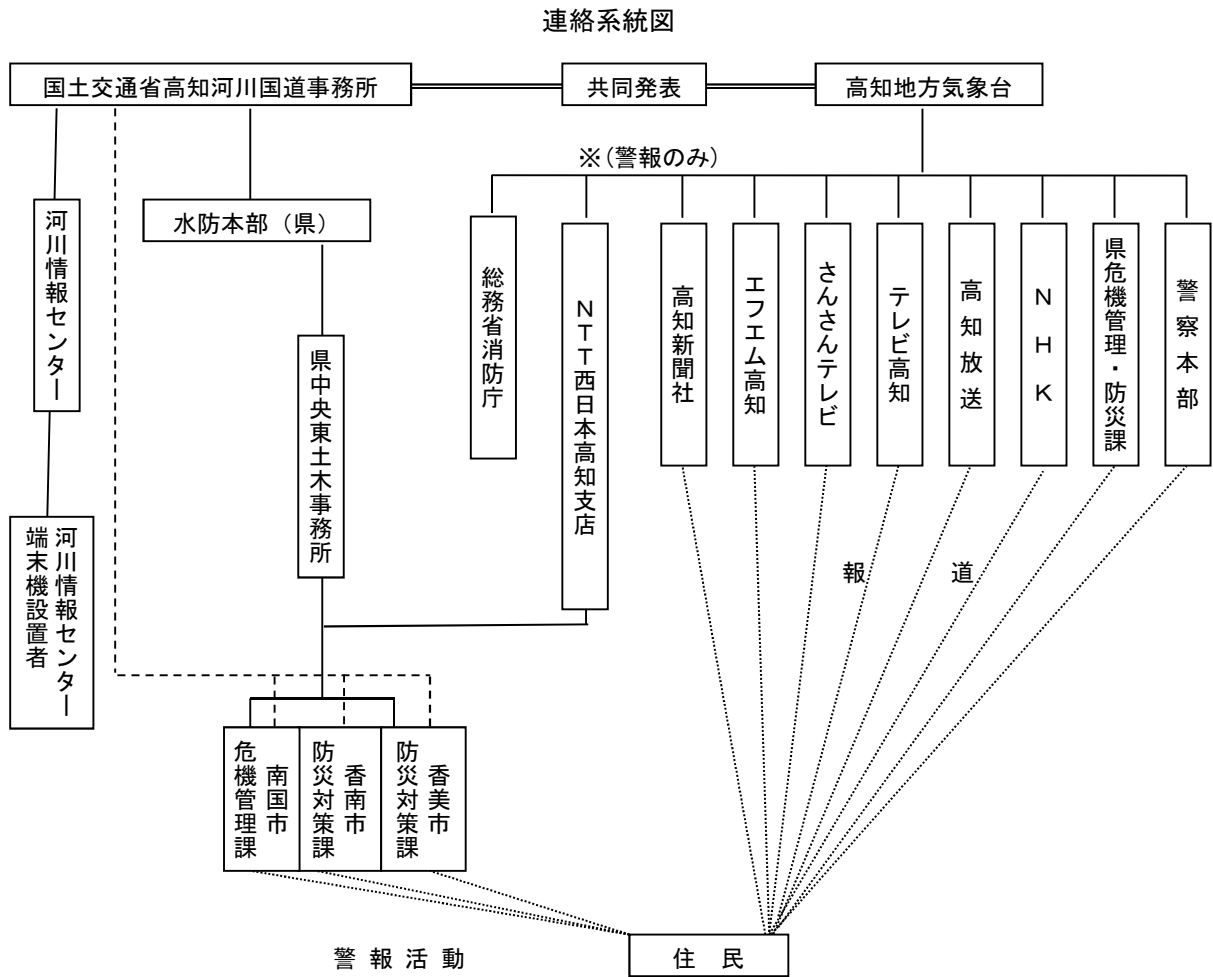 連絡系統図
国土交通省高知河川国道事務所
共同発表
高知地方気象台
※(警報のみ)
水防本部（県）
河川情報センター
総務省消防庁
NTT西日本高知支店
高知新聞社
エフエム高知
さんさんテレビ
テレビ高知
高知放送
NHK
県危機管理・防災課
警察本部
県中央東土木事務所
河川情報センター
端末機設置者
報道
南国市
危機管理課
香南市
防災対策課
香美市
防災対策課
警報活動
住民